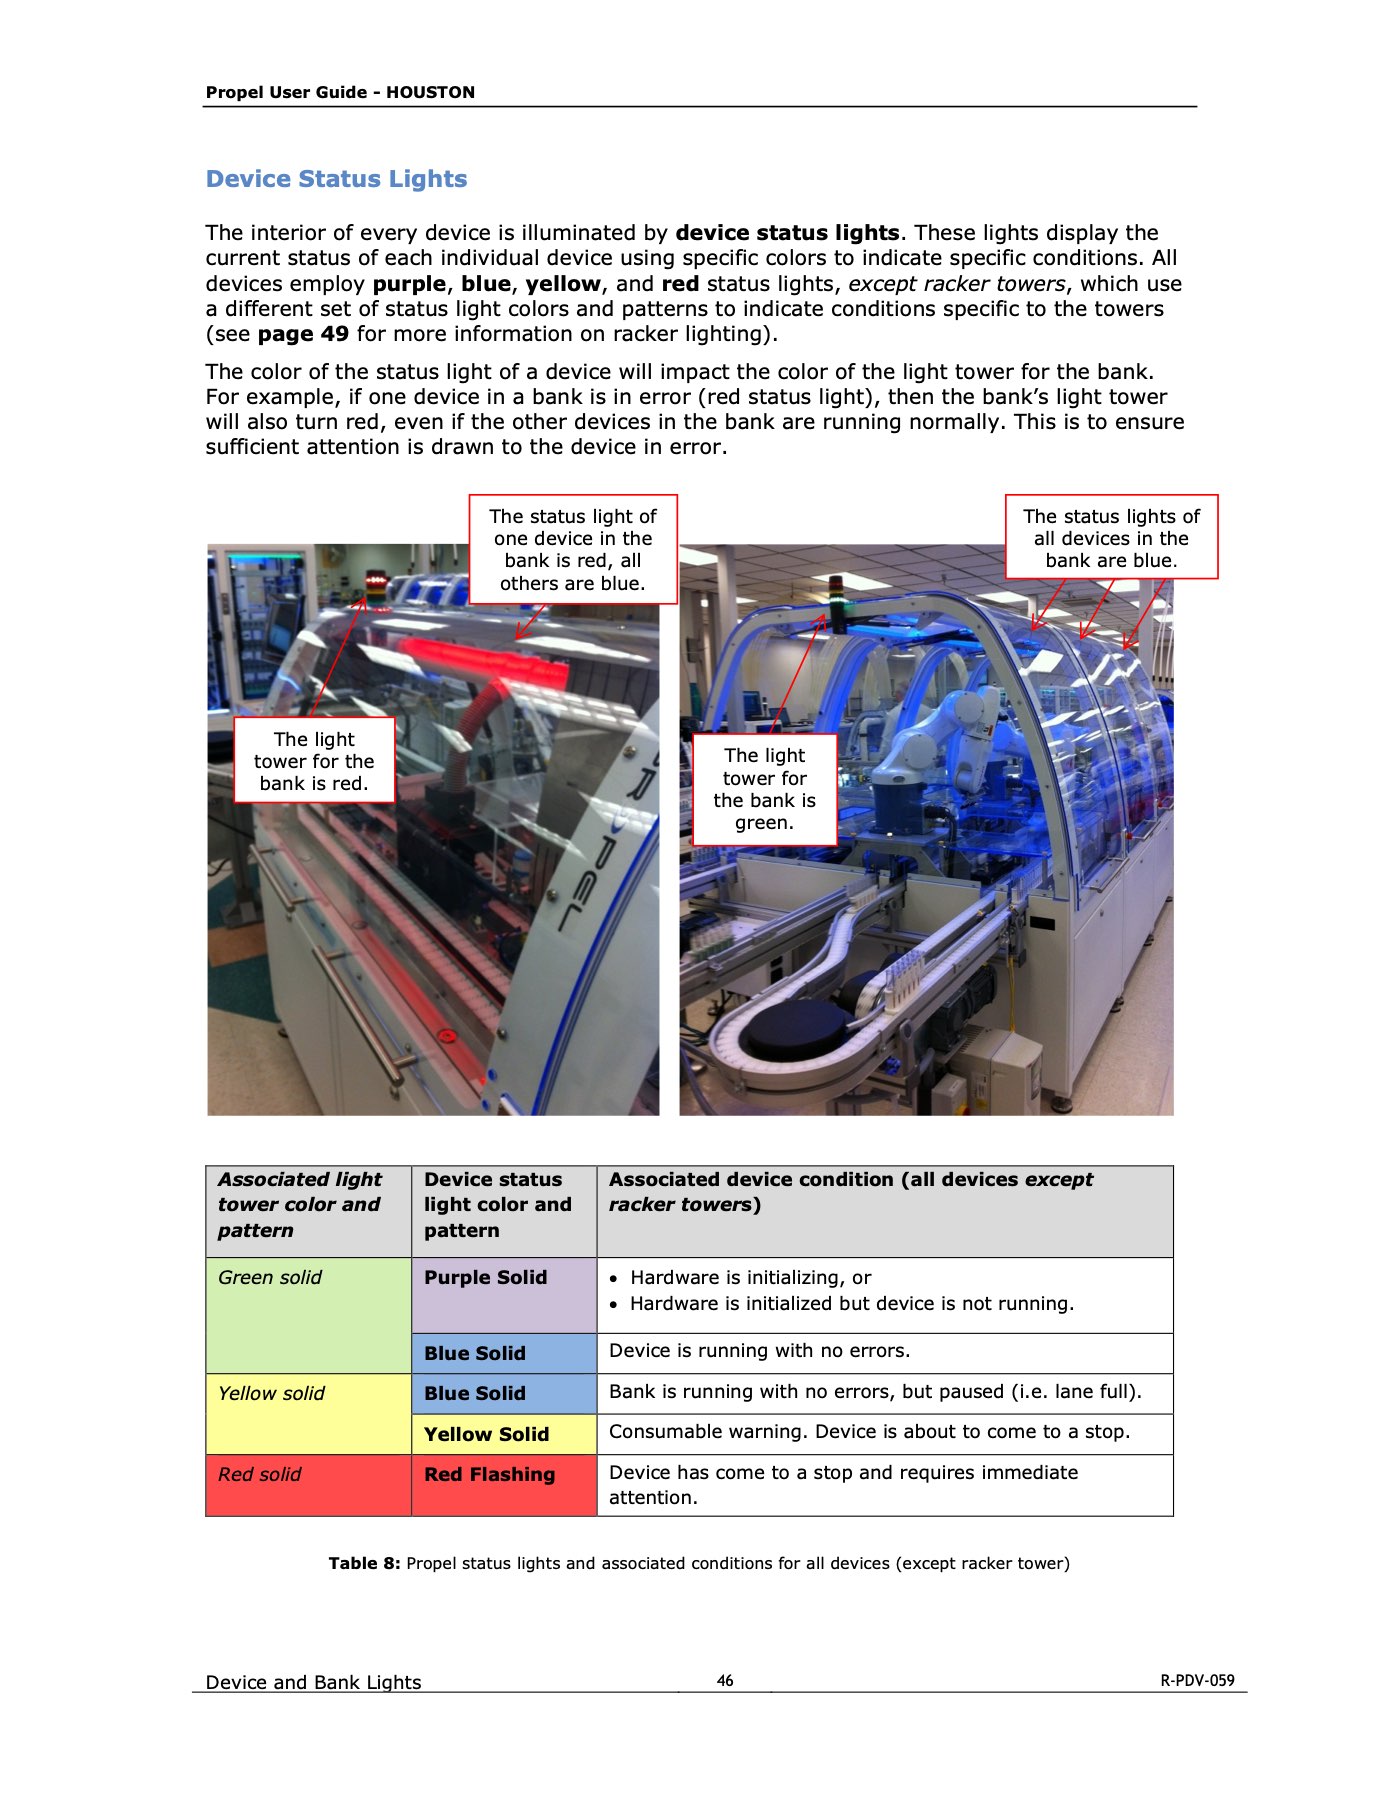 Propel User Guide - HOUSTON
Device Status Lights
The interior of every device is illuminated by device status lights. These lights display the
current status of each individual device using specific colors to indicate specific conditions. All
devices employ purple, blue, yellow, and red status lights, except racker towers, which use
a different set of status light colors and patterns to indicate conditions specific to the towers
(see page 49 for more information on racker lighting).
The color of the status light of a device will impact the color of the light tower for the bank.
For example, if one device in a bank is in error (red status light), then the bank’s light tower
will also turn red, even if the other devices in the bank are running normally. This is to ensure
sufficient attention is drawn to the device in error.
The status light of
one device in the
bank is red, all
others are blue.
The status lights of
all devices in the
bank are blue.
The light
tower for the
bank is red.
The light
tower for
the bank is
green.
PEL
Associated light
tower color and
pattern
Device status
light color and
pattern
Associated device condition (all devices except
racker towers)
Green solid
Purple Solid
• Hardware is initializing, or
• Hardware is initialized but device is not running.
Blue Solid
Device is running with no errors.
Yellow solid
Blue Solid
Bank is running with no errors, but paused (i.e. lane full).
Yellow Solid
Consumable warning. Device is about to come to a stop.
Red solid
Red Flashing
Device has come to a stop and requires immediate
attention.
Table 8: Propel status lights and associated conditions for all devices (except racker tower)
Device and Bank Lights
46
R-PDV-059